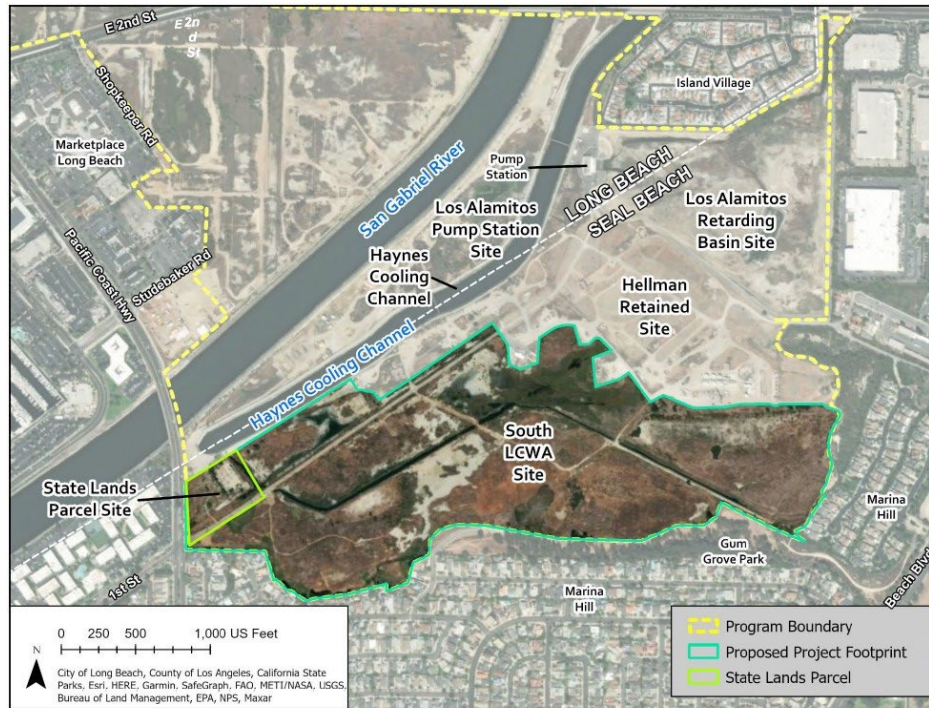 E 2nd St
E 2n
d
St
Shopkeeper Rd
Marketplace
Long Beach
Island Village
San Gabriel River
Pump
Station
LONG BEACH
SEAL BEACH
Los Alamitos
Pump Station
Site
Los Alamitos
Retarding
Basin Site
Haynes
Cooling
Channel
Studebaker Rd
Pacific Coast Hwy
Hellman
Retained
Site
Haynes Cooling Channel
South
LCWA
Site
State Lands
Parcel Site
Marina
Hill
Gum
Grove Park
1st St
Marina
Hill
Beach Blvd
0 250 500 1,000 US Feet
N
City of Long Beach, County of Los Angeles, California State
Parks, Esri, HERE, Garmin, SafeGraph, FAO, METI/NASA, USGS,
Bureau of Land Management, EPA, NPS, Maxar
Program Boundary
Proposed Project Footprint
State Lands Parcel